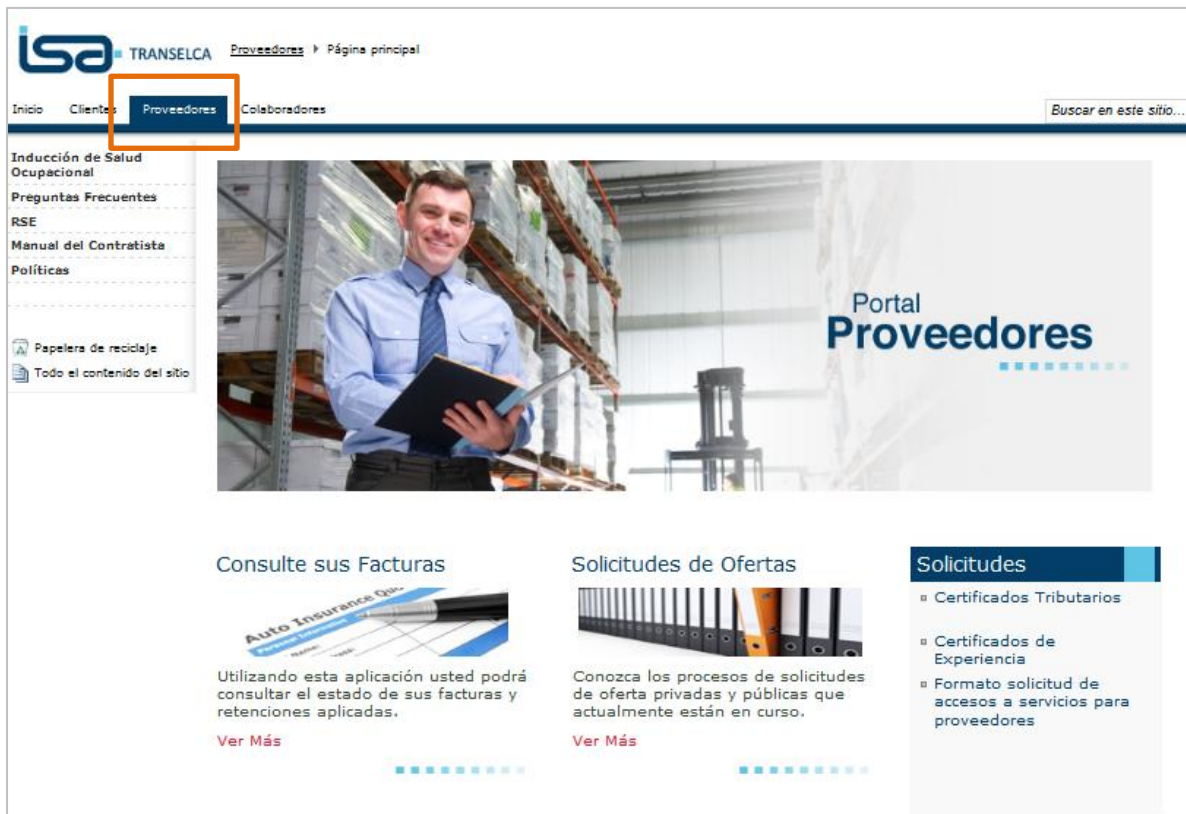 isa
TRANSELCA
Proveedores ▸ Página principal
Inicio Clientes Proveedores Colaboradores
Buscar en este sitio...
Inducción de Salud
Ocupacional
Preguntas Frecuentes
RSE
Manual del Contratista
Políticas
Papelera de reciclaje
Todo el contenido del sitio
Portal
Proveedores
Consulte sus Facturas
Auto Insurance Quo
Personal Information
Name:
Utilizando esta aplicación usted podrá
consultar el estado de sus facturas y
retenciones aplicadas.
Ver Más
Solicitudes de Ofertas
Conozca los procesos de solicitudes
de oferta privadas y públicas que
actualmente están en curso.
Ver Más
Solicitudes
Certificados Tributarios
Certificados de
Experiencia
Formato solicitud de
accesos a servicios para
proveedores